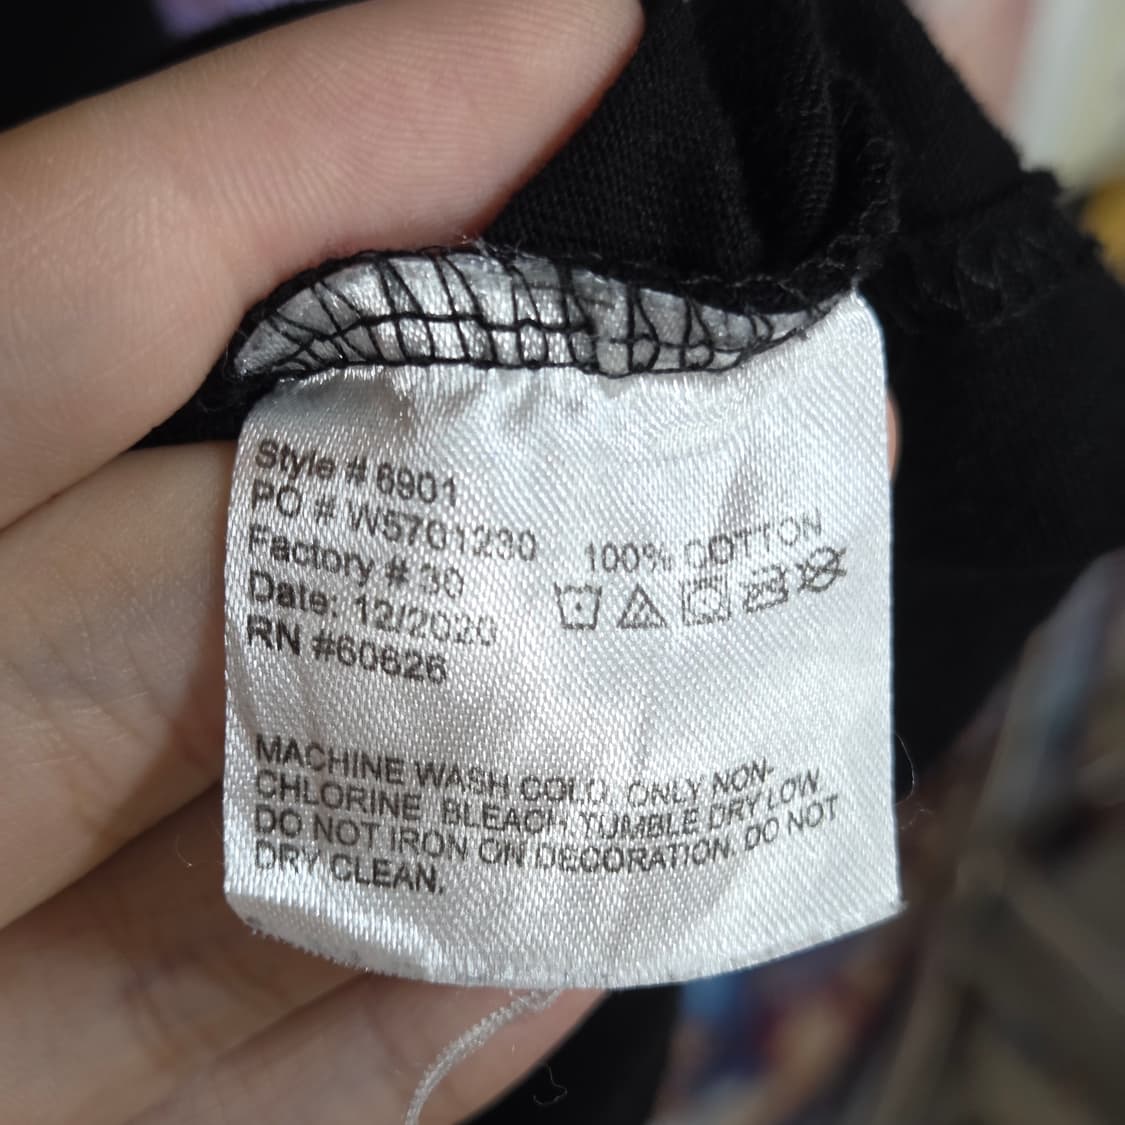 Style # 6901
PO # W5701230
Factory # 30
Date: 12/2020
RN #60626
100% COTTON
MACHINE WASH COLD, ONLY NON-
CHLORINE BLEACH, TUMBLE DRY LOW
DO NOT IRON ON DECORATION, DO NOT
DRY CLEAN.